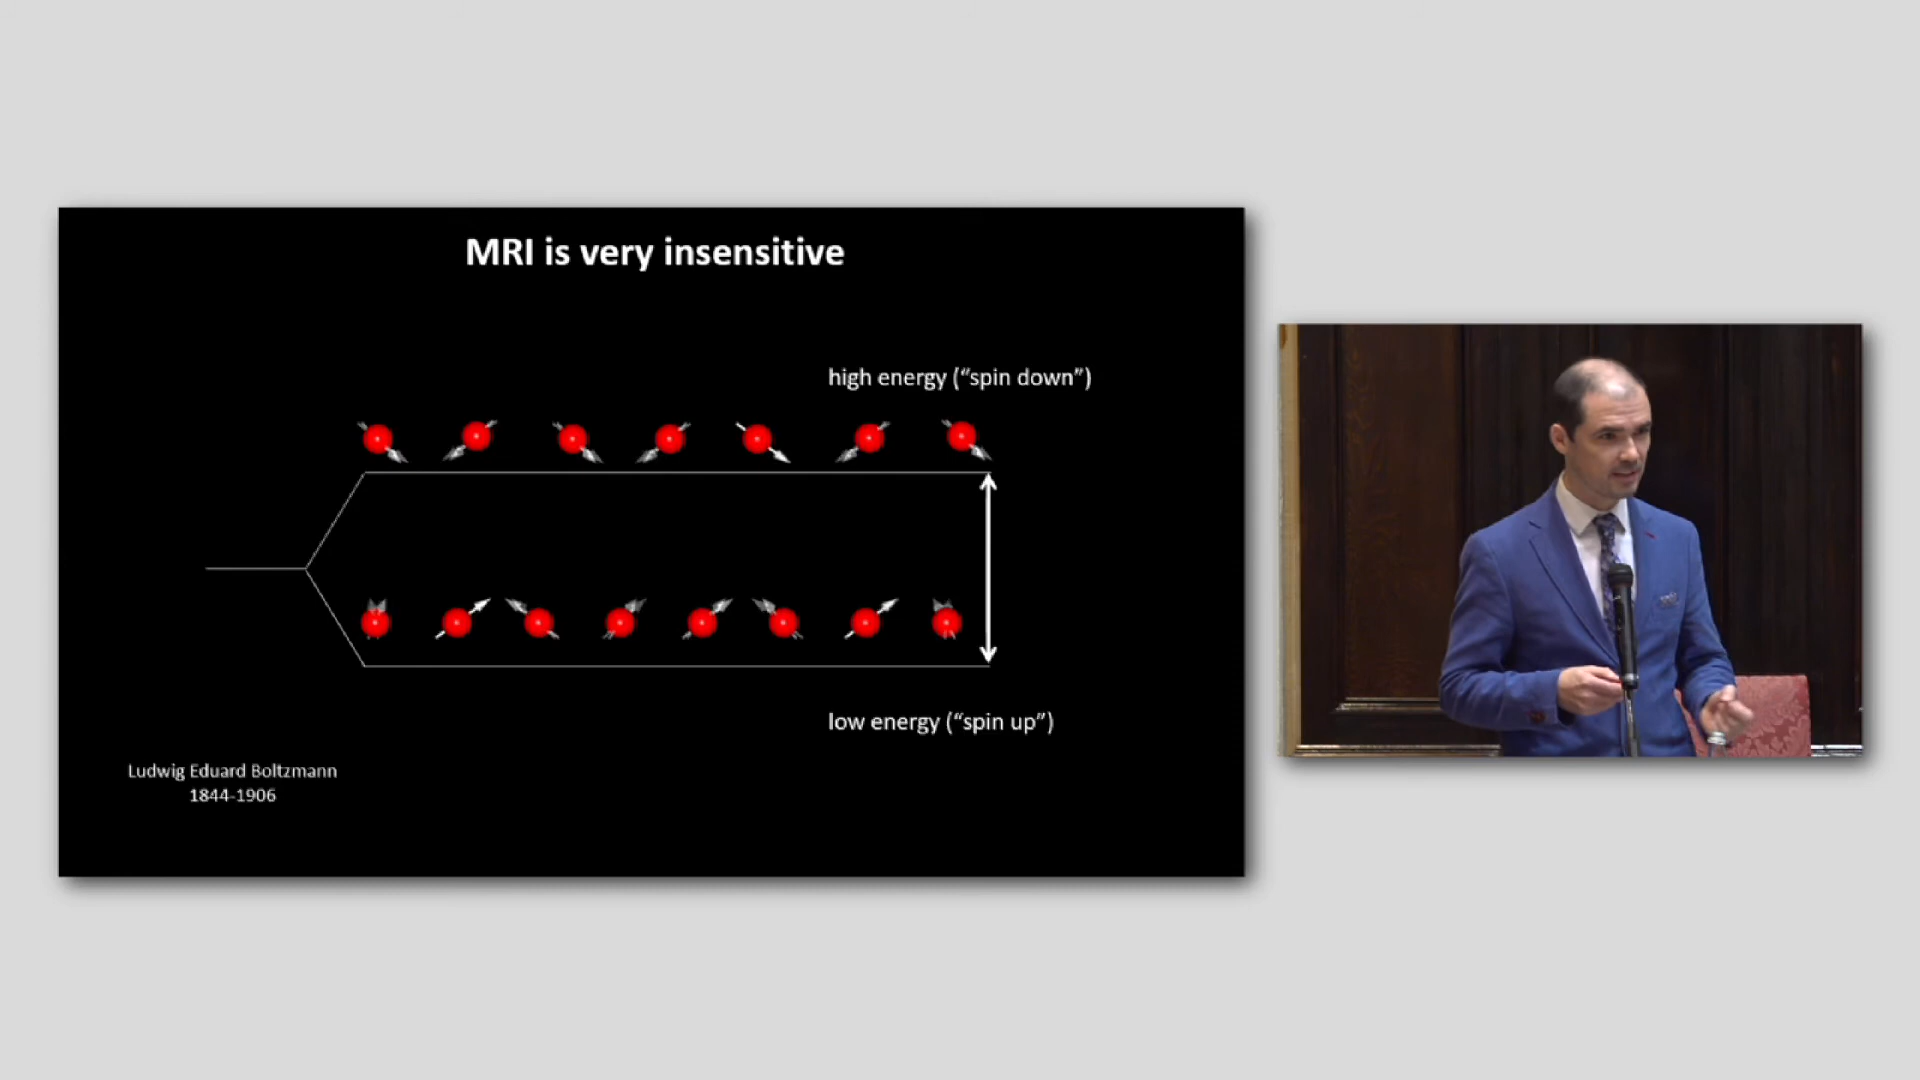 MRI is very insensitive
high energy (“spin down”)
low energy (“spin up”)
Ludwig Eduard Boltzmann
1844-1906